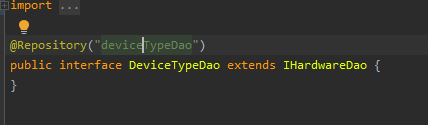 import ...
@Repository("deviceTypeDao")
public interface DeviceTypeDao extends IHardwareDao {
}